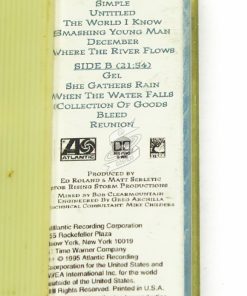 Simple
Untitled
The World I Know
Smashing Young Man
December
Where The River Flows
SIDE B (21:54)
Gel
She Gathers Rain
When The Water Falls
Collection Of Goods
Bleed
Reunion
ATLANTIC
Produced by
Ed Roland & Matt Serletic
for Rising Storm Productions
Mixed by Bob Clearmountain
Engineered by Greg Archilla
Technical Consultant: Mike Childers
Atlantic Recording Corporation
Rockefeller Plaza
New York, New York 10019
Time Warner Company
© 1995 Atlantic Recording
Corporation for the United States and
WEA International Inc. for the world
outside of the United States.
All Rights Reserved. Printed in U.S.A.